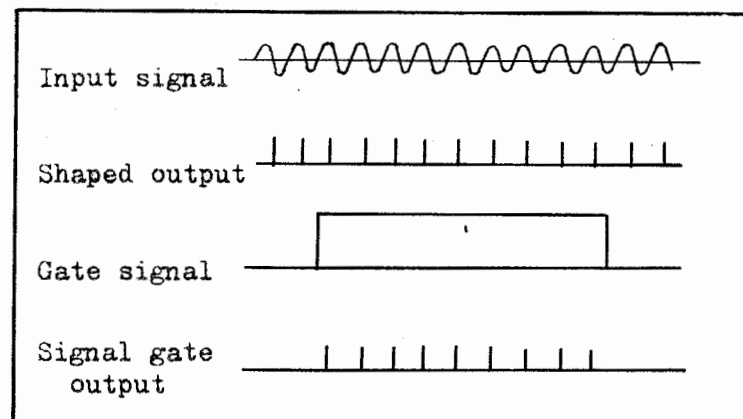 Input signal
Shaped output
Gate signal
Signal gate
output